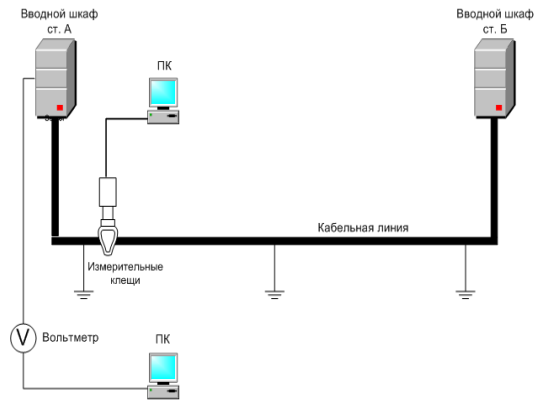 Вводной шкаф
ст. А
Вводной шкаф
ст. Б
ПК
Кабельная линия
Измерительные
клещи
V
Вольтметр
ПК